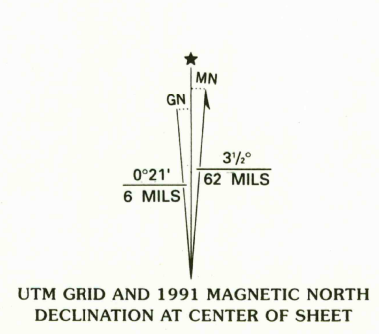 ★
MN
GN
3½°
62 MILS
0°21'
6 MILS
UTM GRID AND 1991 MAGNETIC NORTH
DECLINATION AT CENTER OF SHEET